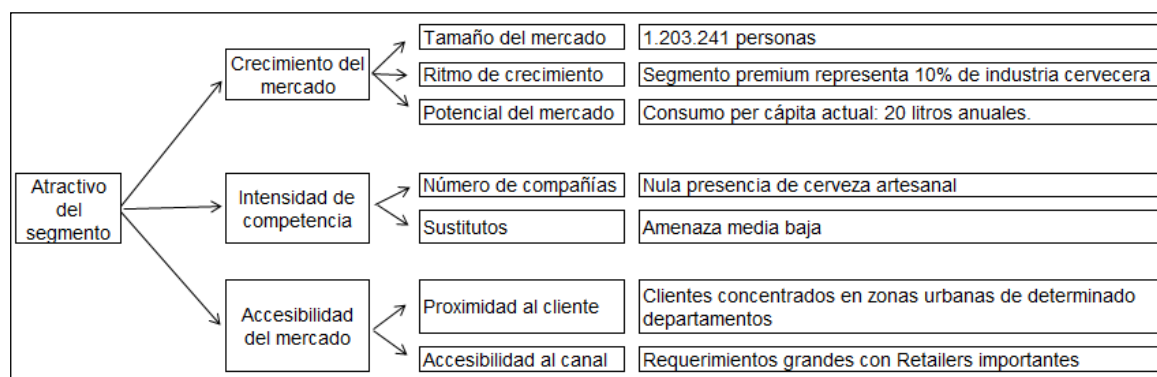 Tamaño del mercado
1.203.241 personas
Crecimiento del
mercado
Ritmo de crecimiento
Segmento premium representa 10% de industria cervecera
Potencial del mercado
Consumo per cápita actual: 20 litros anuales.
Atractivo
del
segmento
Intensidad de
competencia
Número de compañías
Nula presencia de cerveza artesanal
Sustitutos
Amenaza media baja
Accesibilidad
del mercado
Proximidad al cliente
Clientes concentrados en zonas urbanas de determinado
departamentos
Accesibilidad al canal
Requerimientos grandes con Retailers importantes